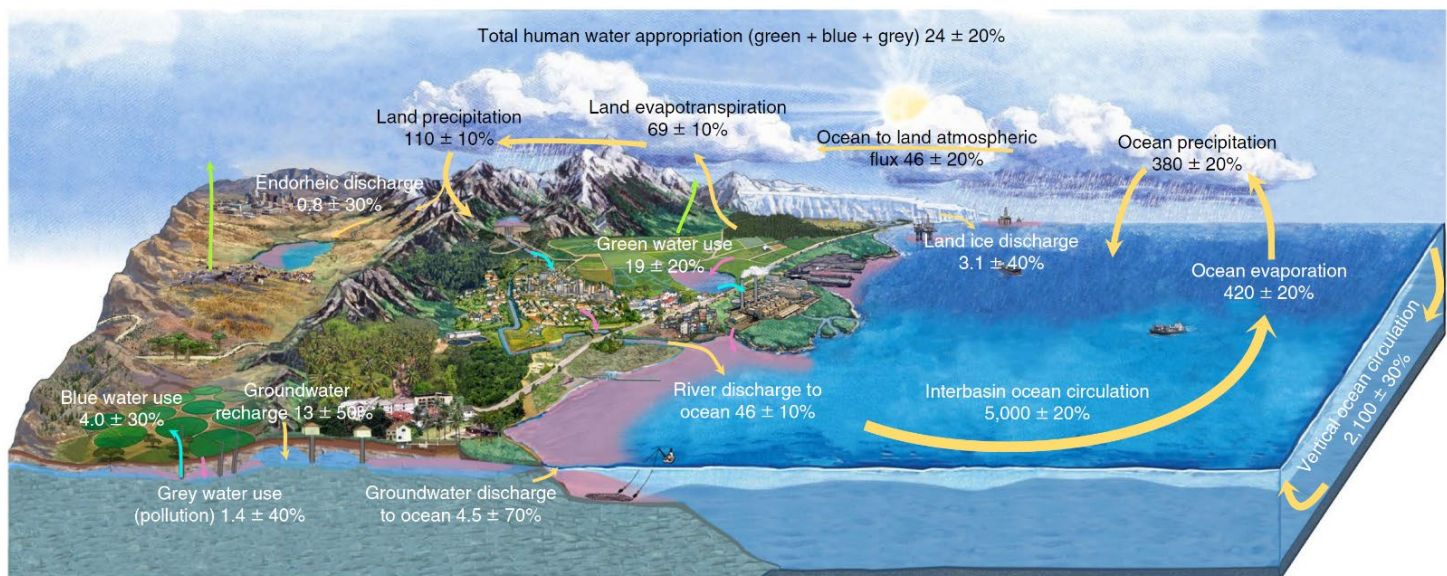 Total human water appropriation (green + blue + grey) 24 ± 20%
Land precipitation
110 ± 10%
Land evapotranspiration
69 ± 10%
Ocean to land atmospheric
flux 46 ± 20%
Ocean precipitation
380 ± 20%
Endorheic discharge
0.8 ± 30%
Green water use
19 ± 20%
Land ice discharge
3.1 ± 40%
Ocean evaporation
420 ± 20%
Blue water use
4.0 ± 30%
Groundwater
recharge 13 ± 50%
River discharge to
ocean 46 ± 10%
Interbasin ocean circulation
5,000 ± 20%
Vertical ocean circulation
2,100 ± 30%
Grey water use
(pollution) 1.4 ± 40%
Groundwater discharge
to ocean 4.5 ± 70%